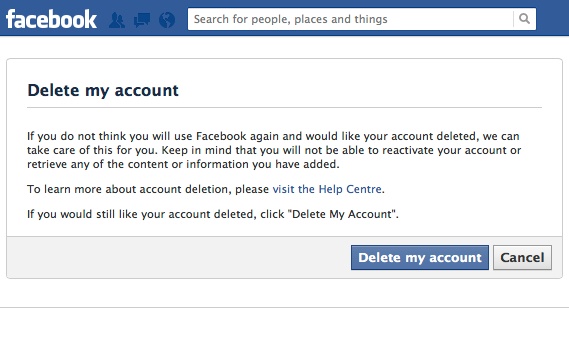 facebook Search for people, places and things
Delete my account
If you do not think you will use Facebook again and would like your account deleted, we can
take care of this for you. Keep in mind that you will not be able to reactivate your account or
retrieve any of the content or information you have added.
To learn more about account deletion, please visit the Help Centre.
If you would still like your account deleted, click "Delete My Account".
Delete my account Cancel